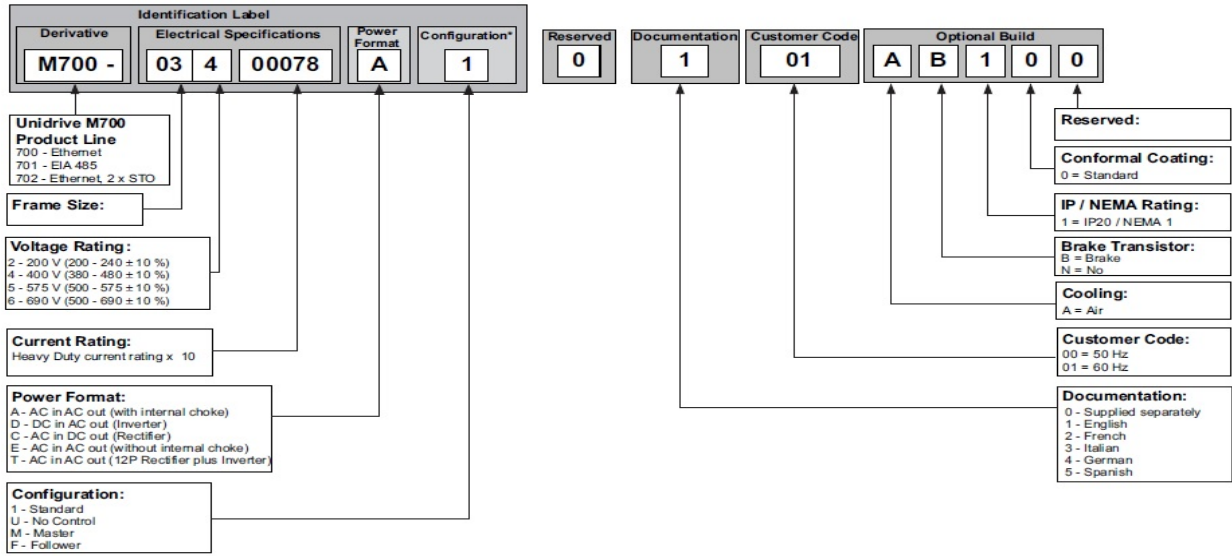 Identification Label
Derivative
Electrical Specifications
Power Format
Configuration*
Reserved
Documentation
Customer Code
Optional Build
M700 -
03 4 00078
A
1
0
1
01
A B 1 0 0
Unidrive M700
Product Line
700 - Ethernet
701 - EIA 485
702 - Ethernet, 2 x STO
Frame Size:
Voltage Rating:
2 - 200 V (200 - 240 ± 10 %)
4 - 400 V (380 - 480 ± 10 %)
5 - 575 V (500 - 575 ± 10 %)
6 - 690 V (500 - 690 ± 10 %)
Current Rating:
Heavy Duty current rating x 10
Power Format:
A - AC in AC out (with internal choke)
D - DC in AC out (Inverter)
C - AC in DC out (Rectifier)
E - AC in AC out (without internal choke)
T - AC in AC out (12P Rectifier plus Inverter)
Configuration:
1 - Standard
U - No Control
M - Master
F - Follower
Reserved:
Conformal Coating:
0 = Standard
IP / NEMA Rating:
1 = IP20 / NEMA 1
Brake Transistor:
B = Brake
N = No
Cooling:
A = Air
Customer Code:
00 = 50 Hz
01 = 60 Hz
Documentation:
0 - Supplied separately
1 - English
2 - French
3 - Italian
4 - German
5 - Spanish